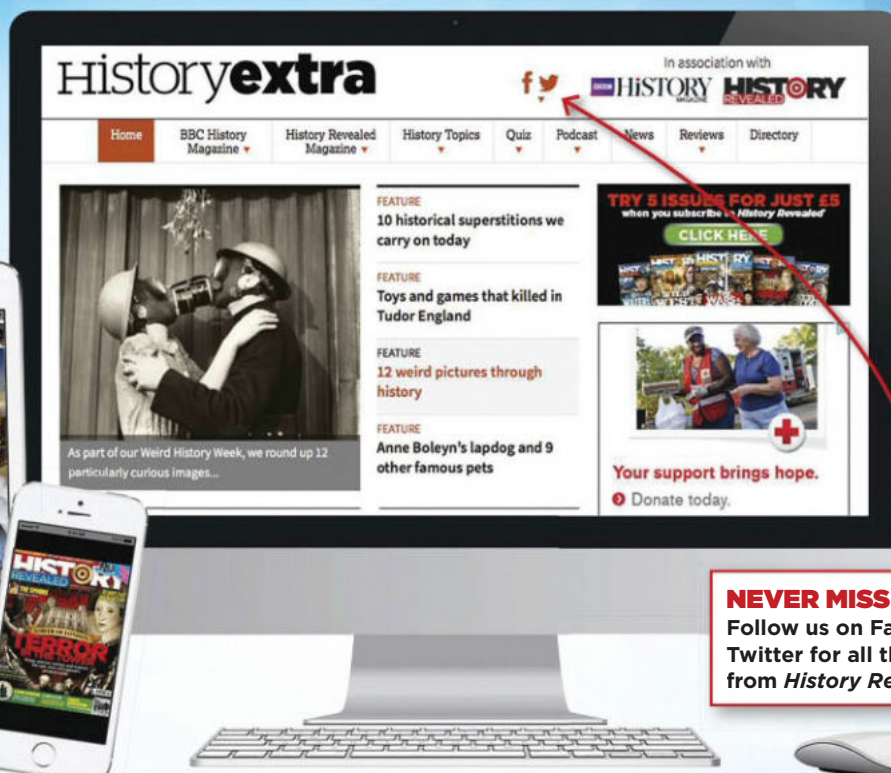 Historyextra
f
In association with
BBC HiSTORY MAGAZINE
HISTORY REVEALED
Home
BBC History
Magazine
History Revealed
Magazine
History Topics
Quiz
Podcast
News
Reviews
Directory
As part of our Weird History Week, we round up 12
particularly curious images...
FEATURE
10 historical superstitions we
carry on today
FEATURE
Toys and games that killed in
Tudor England
FEATURE
12 weird pictures through
history
FEATURE
Anne Boleyn's lapdog and 9
other famous pets
TRY 5 ISSUES FOR JUST £5
when you subscribe to History Revealed
CLICK HERE
Your support brings hope.
Donate today.
HISTORY
REVEALED
TERROR
IN THE TOWER
NEVER MISS
Follow us on Fa
Twitter for all th
from History Re